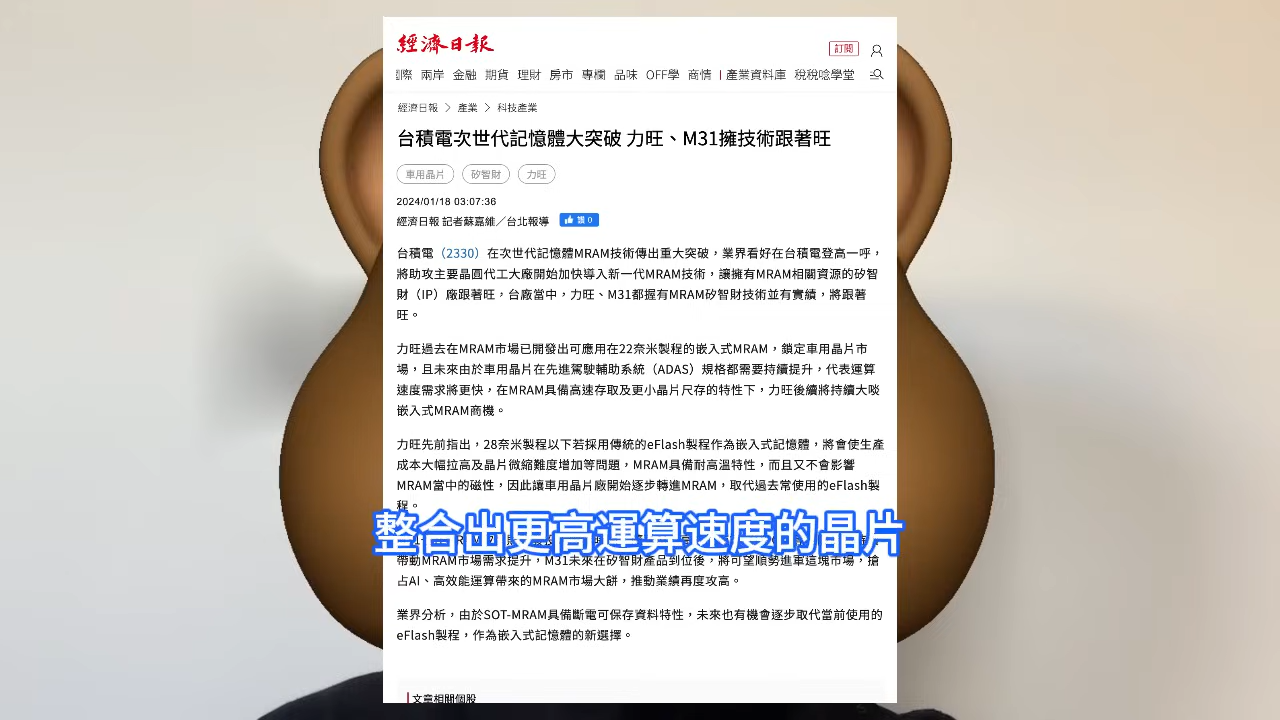 經濟日報
訂閱
際 兩岸 金融 期貨 理財 房市 專欄 品味 OFF學 商情 產業資料庫 稅稅唸學堂
經濟日報 > 產業 > 科技產業
台積電次世代記憶體大突破 力旺、M31擁技術跟著旺
車用晶片 矽智財 力旺
2024/01/18 03:07:36
經濟日報 記者蘇嘉維/台北報導 讚 0
台積電(2330)在次世代記憶體MRAM技術傳出重大突破,業界看好在台積電登高一呼,
將助攻主要晶圓代工大廠開始加快導入新一代MRAM技術,讓擁有MRAM相關資源的矽智
財(IP)廠跟著旺,台廠當中,力旺、M31都握有MRAM矽智財技術並有實績,將跟著
旺。
力旺過去在MRAM市場已開發出可應用在22奈米製程的嵌入式MRAM,鎖定車用晶片市
場,且未來由於車用晶片在先進駕駛輔助系統(ADAS)規格都需要持續提升,代表運算
速度需求將更快,在MRAM具備高速存取及更小晶片尺存的特性下,力旺後續將持續大啖
嵌入式MRAM商機。
力旺先前指出,28奈米製程以下若採用傳統的eFlash製程作為嵌入式記憶體,將會使生產
成本大幅拉高及晶片微縮難度增加等問題,MRAM具備耐高溫特性,而且又不會影響
MRAM當中的磁性,因此讓車用晶片廠開始逐步轉進MRAM,取代過去常使用的eFlash製
程。
整合出更高運算速度的晶片
帶動MRAM市場需求提升,M31未來在矽智財產品到位後,將可望順勢進軍這塊市場,搶
占AI、高效能運算帶來的MRAM市場大餅,推動業績再度攻高。
業界分析,由於SOT-MRAM具備斷電可保存資料特性,未來也有機會逐步取代當前使用的
eFlash製程,作為嵌入式記憶體的新選擇。
文章相關個股